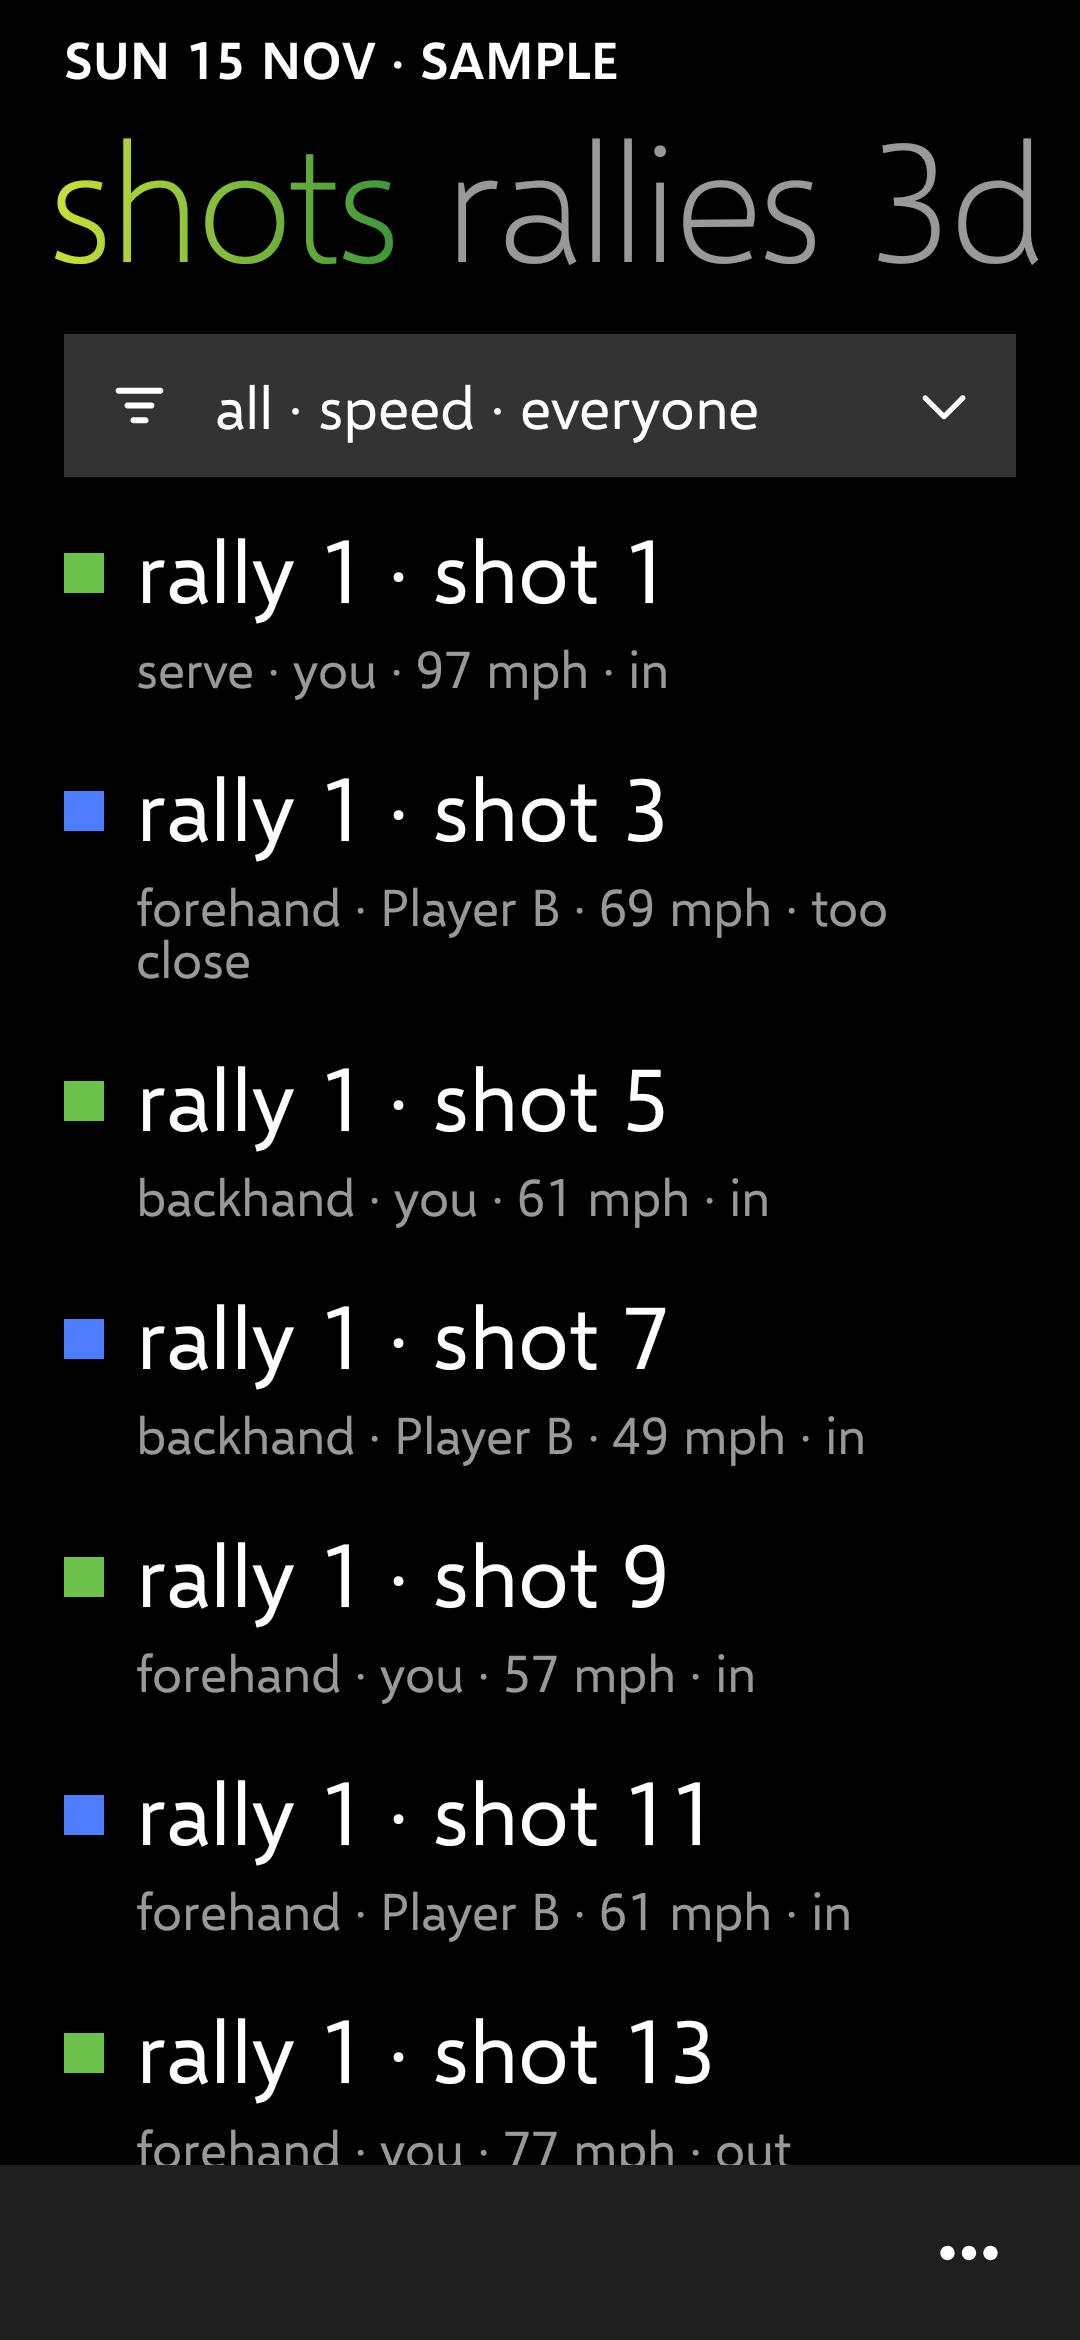 SUN 15 NOV · SAMPLE
shots rallies 3d
all · speed · everyone
rally 1 · shot 1
serve · you · 97 mph · in
rally 1 · shot 3
forehand · Player B · 69 mph · too
close
rally 1 · shot 5
backhand · you · 61 mph · in
rally 1 · shot 7
backhand · Player B · 49 mph · in
rally 1 · shot 9
forehand · you · 57 mph · in
rally 1 · shot 11
forehand · Player B · 61 mph · in
rally 1 · shot 13
forehand · you · 77 mph · out